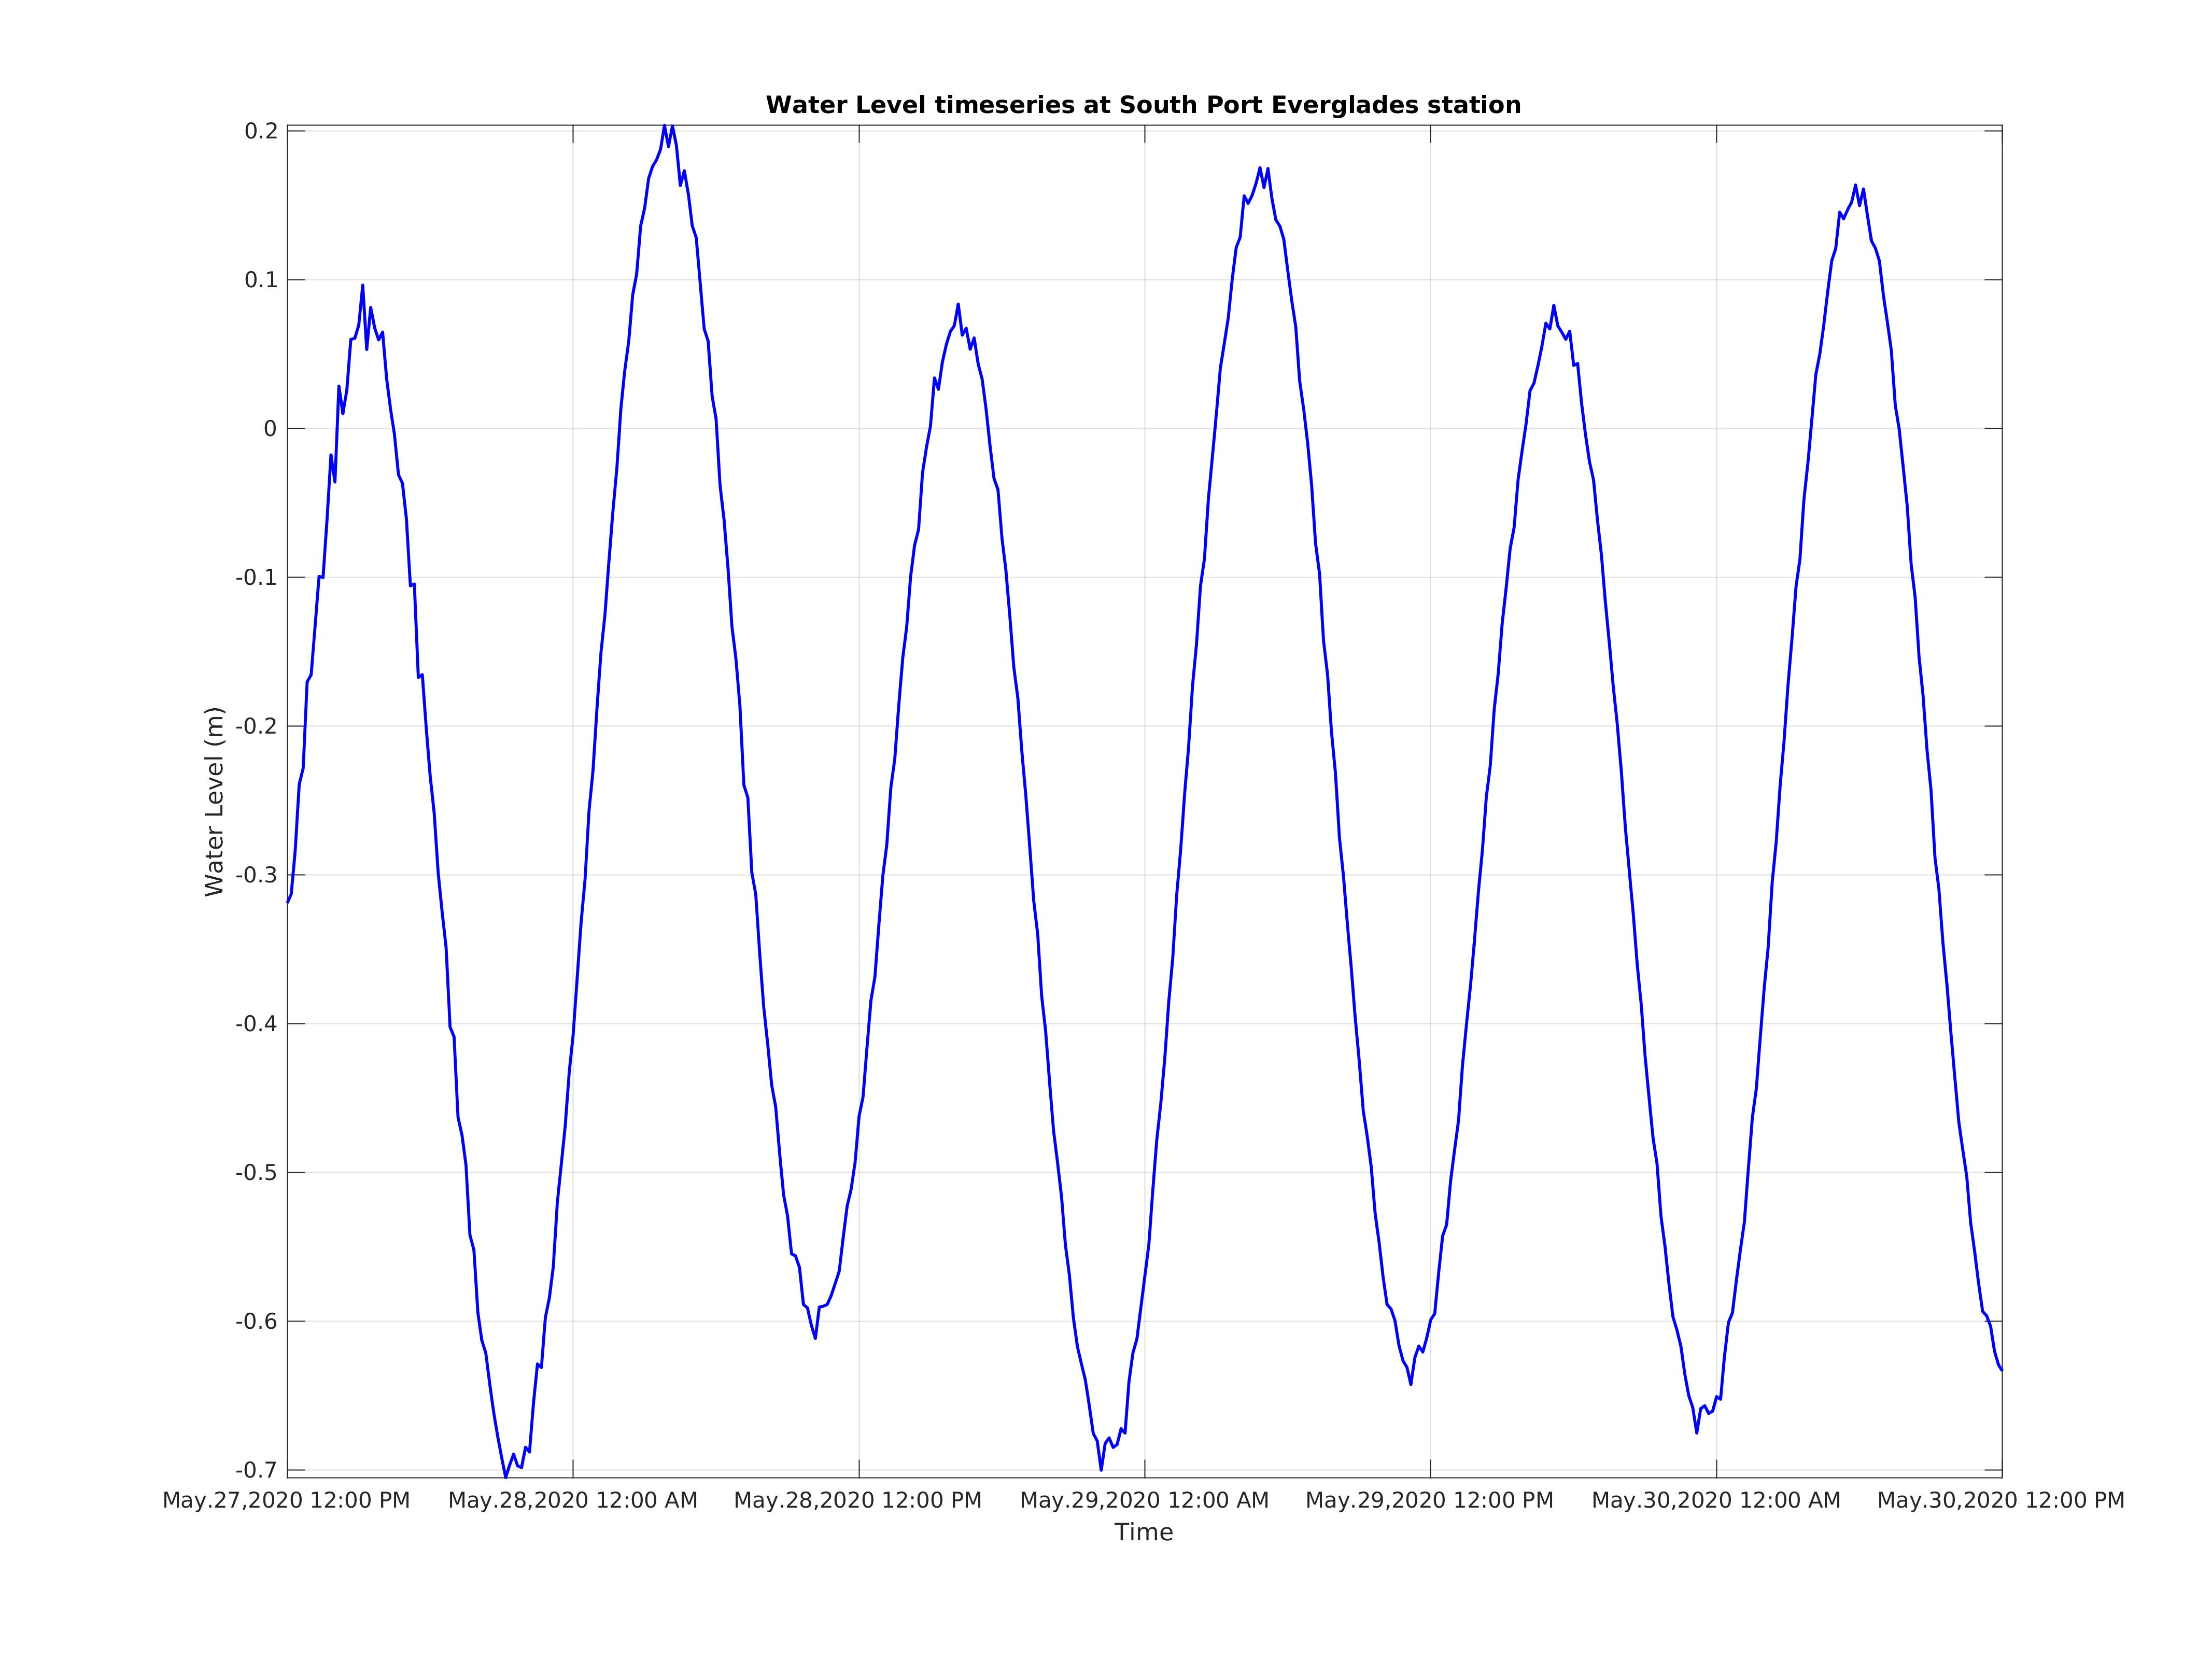 Water Level timeseries at South Port Everglades station
0.2
0.1
0
-0.1
-0.2
-0.3
-0.4
-0.5
-0.6
-0.7
Water Level (m)
May.27,2020 12:00 PM May.28,2020 12:00 AM May.28,2020 12:00 PM May.29,2020 12:00 AM May.29,2020 12:00 PM May.30,2020 12:00 AM May.30,2020 12:00 PM
Time